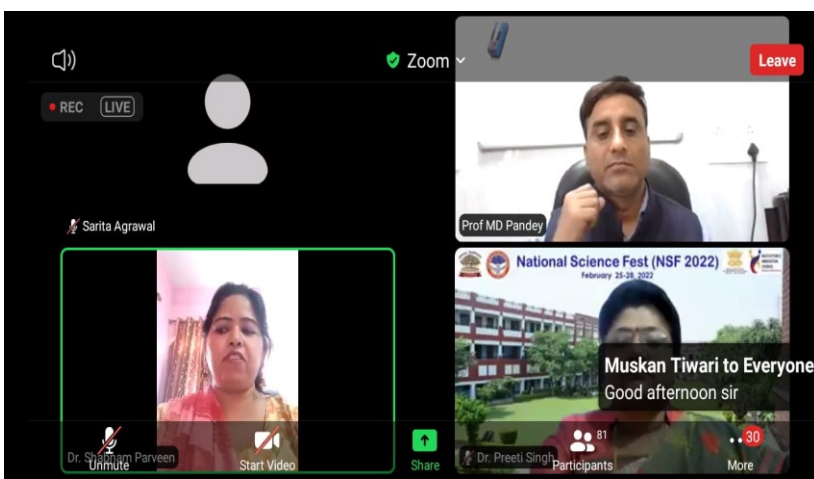 Zoom
Leave
REC LIVE
Sarita Agrawal
Prof MD Pandey
National Science Fest (NSF 2022)
February 25-28, 2022
Muskan Tiwari to Everyone
Good afternoon sir
Dr. Shabnam Parveen
Unmute
Start Video
Share
Dr. Preeti Singh
81
Participants
30
More